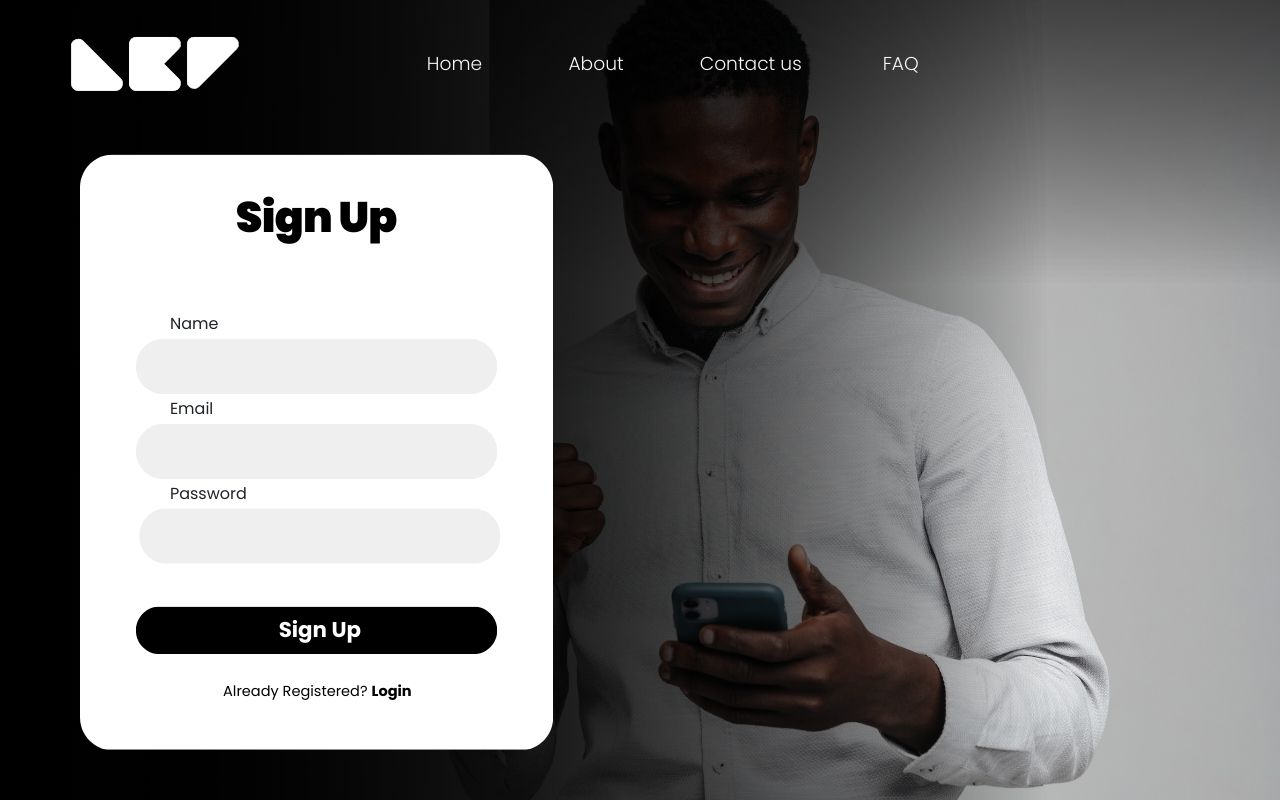 Home
About
Contact us
FAQ
Sign Up
Name
Email
Password
Sign Up
Already Registered? Login